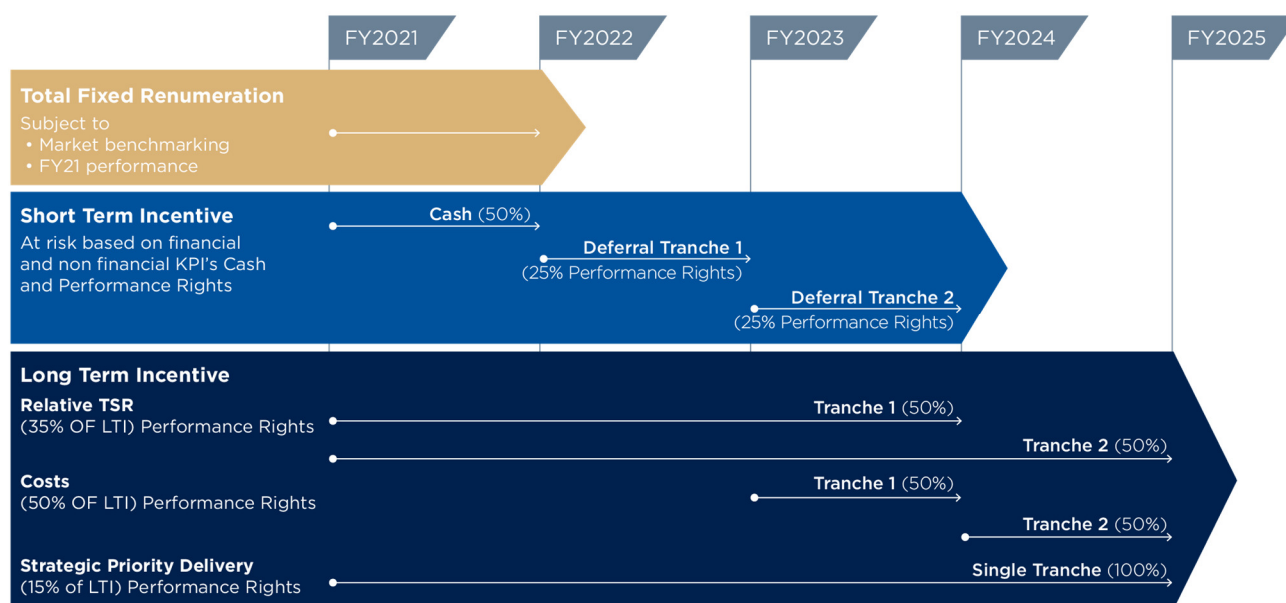 FY2021
FY2022
FY2023
FY2024
FY2025
Total Fixed Renumeration
Subject to
• Market benchmarking
• FY21 performance
Short Term Incentive
At risk based on financial
and non financial KPI's Cash
and Performance Rights
Cash (50%)
Deferral Tranche 1
(25% Performance Rights)
Deferral Tranche 2
(25% Performance Rights)
Long Term Incentive
Relative TSR
(35% OF LTI) Performance Rights
Tranche 1 (50%)
Tranche 2 (50%)
Costs
(50% OF LTI) Performance Rights
Tranche 1 (50%)
Tranche 2 (50%)
Strategic Priority Delivery
(15% of LTI) Performance Rights
Single Tranche (100%)